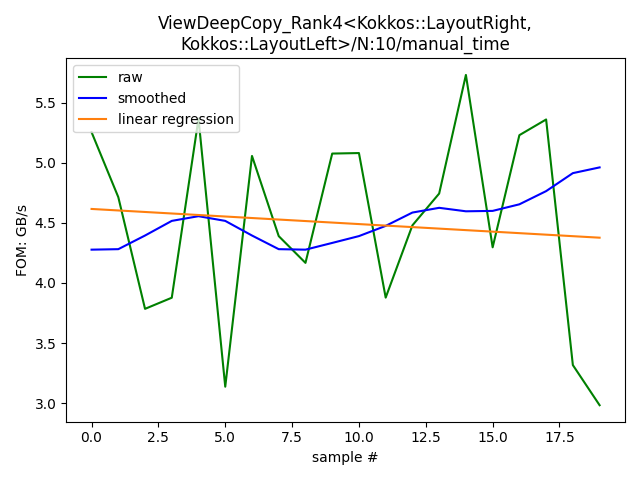 ViewDeepCopy_Rank4<Kokkos::LayoutRight,
Kokkos::LayoutLeft>/N:10/manual_time
raw
smoothed
linear regression
FOM: GB/s
5.5
5.0
4.5
4.0
3.5
3.0
0.0 2.5 5.0 7.5 10.0 12.5 15.0 17.5
sample #